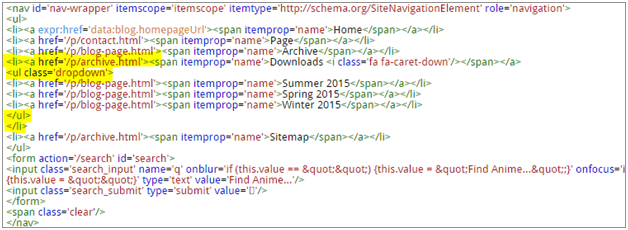 <nav id='nav-wrapper' itemscope='itemscope' itemtype='http://schema.org/SiteNavigationElement' role='navigation'>
<ul>
<li><a expr:href='data:blog.homepageUrl'><span itemprop='name'>Home</span></a></li>
<li><a href='/p/contact.html'><span itemprop='name'>Page</span></a></li>
<li><a href='/p/blog-page.html'><span itemprop='name'>Archive</span></a></li>
<li><a href='/p/archive.html'><span itemprop='name'>Downloads <i class='fa fa-caret-down'/></span></a>
<ul class='dropdown'>
<li><a href='/p/blog-page.html'><span itemprop='name'>Summer 2015</span></a></li>
<li><a href='/p/blog-page.html'><span itemprop='name'>Spring 2015</span></a></li>
<li><a href='/p/blog-page.html'><span itemprop='name'>Winter 2015</span></a></li>
</ul>
</li>
<li><a href='/p/archive.html'><span itemprop='name'>Sitemap</span></a></li>
</ul>
<form action='/search' id='search'>
<input class='search_input' name='q' onblur='if (this.value == &quot;&quot;) {this.value = &quot;Find Anime...&quot;;}' onfocus='i
{this.value = &quot;&quot;}' type='text' value='Find Anime...'/>
<input class='search_submit' type='submit' value=''/>
</form>
<span class='clear'/>
</nav>